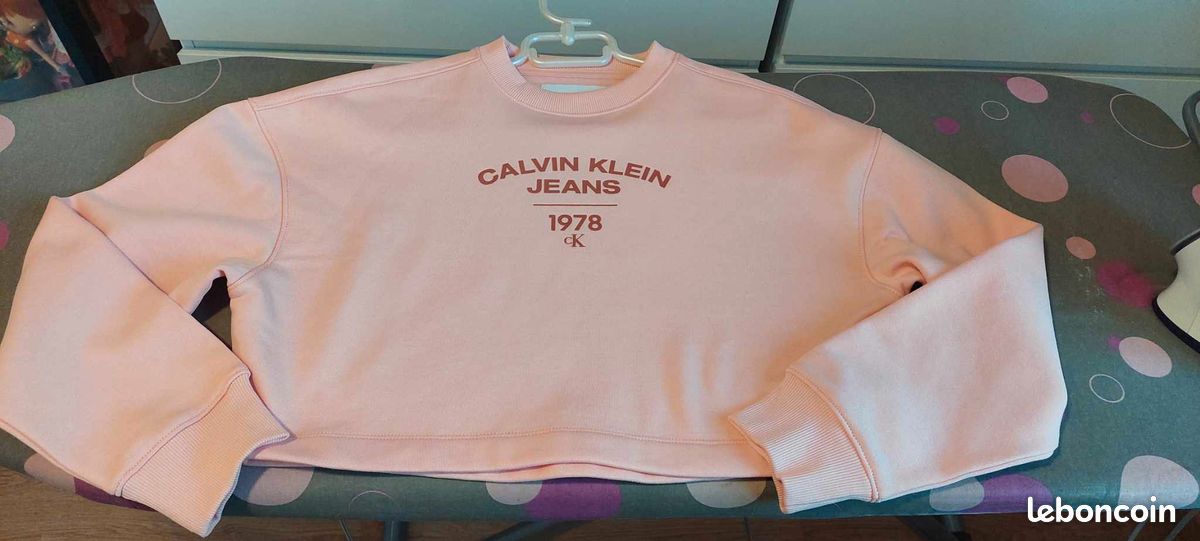 CALVIN KLEIN
JEANS
1978
CK
leboncoin